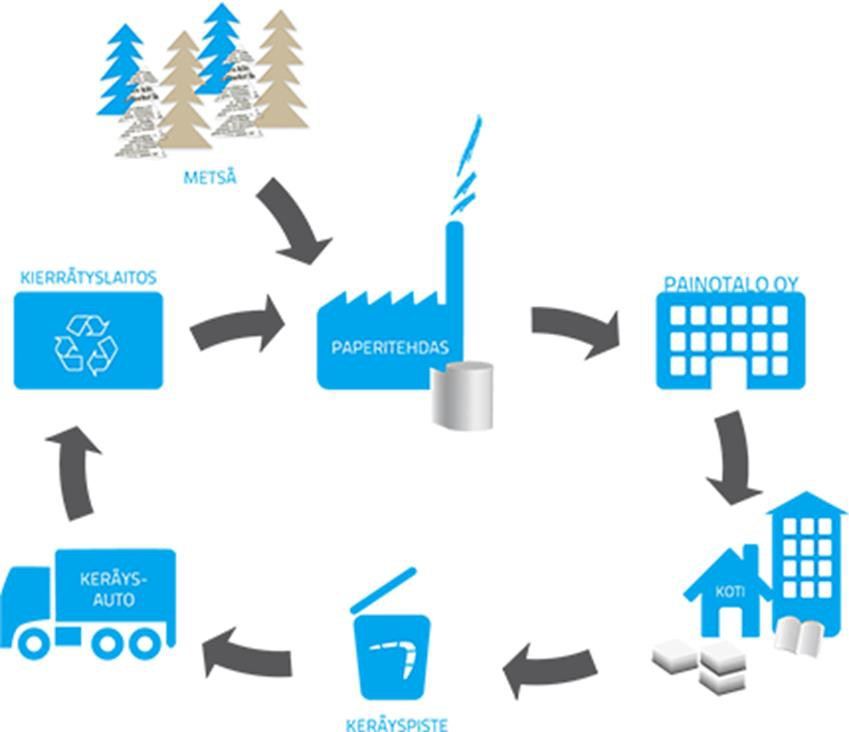 METSÄ
KIERRÄTYSLAITOS
PAPERITEHDAS
PAINOTALO OY
KOTI
KERÄYSPISTE
KERÄYS-
AUTO